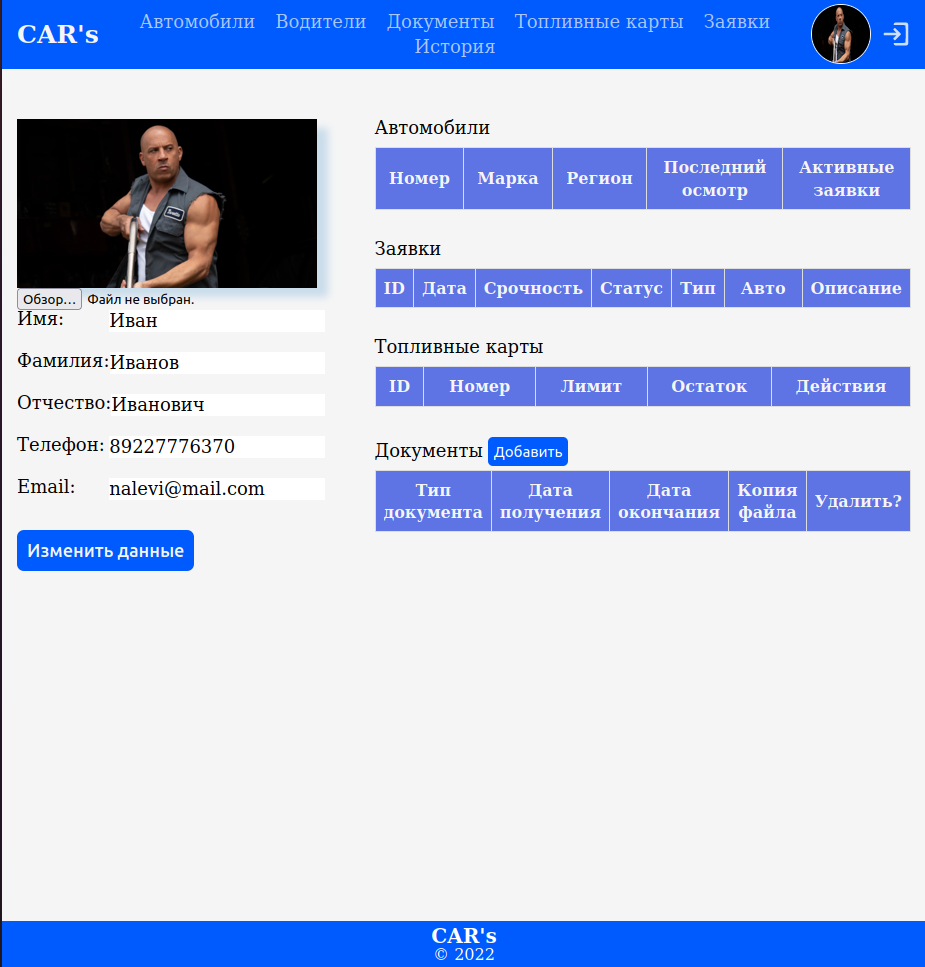 CAR's
Автомобили Водители Документы Топливные карты Заявки
История
Обзор... Файл не выбран.
Имя: Иван
Фамилия: Иванов
Отчество: Иванович
Телефон: 89227776370
Email: nalevi@mail.com
Изменить данные
Автомобили
Номер Марка Регион Последний осмотр Активные заявки
Заявки
ID Дата Срочность Статус Тип Авто Описание
Топливные карты
ID Номер Лимит Остаток Действия
Документы Добавить
Тип документа Дата получения Дата окончания Копия файла Удалить?
CAR's
© 2022